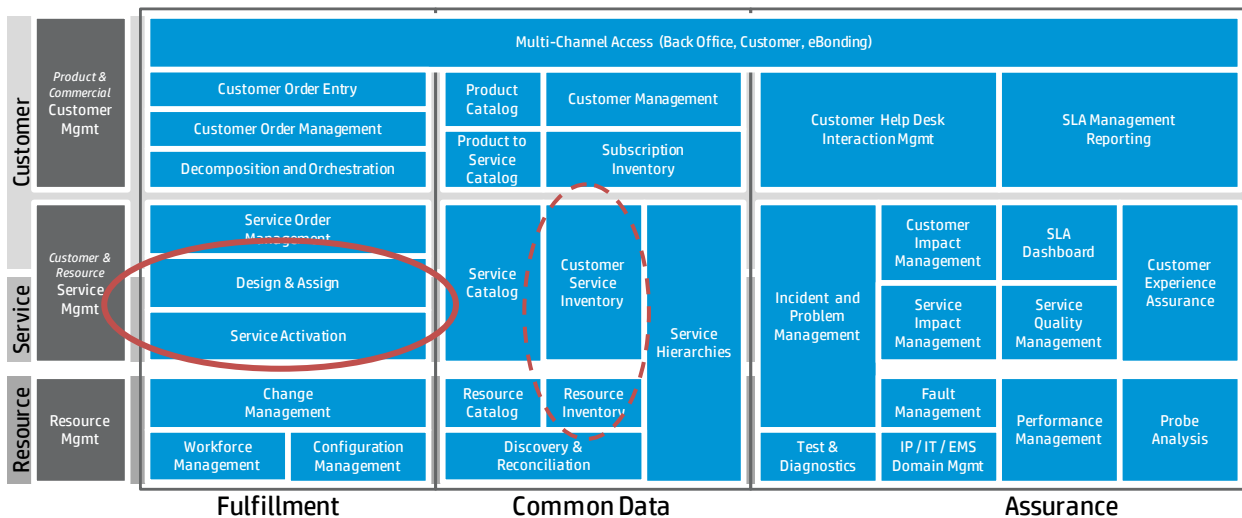 Multi-Channel Access (Back Office, Customer, eBonding)
Customer
Product &
Commercial
Customer
Mgmt
Customer Order Entry
Customer Order Management
Decomposition and Orchestration
Product
Catalog
Customer Management
Product to
Service
Catalog
Subscription
Inventory
Customer Help Desk
Interaction Mgmt
SLA Management
Reporting
Service
Customer
& Resource
Service
Mgmt
Service Order
Management
Design & Assign
Service Activation
Service
Catalog
Customer
Service
Inventory
Service
Hierarchies
Incident and
Problem
Management
Customer
Impact
Management
SLA
Dashboard
Customer
Experience
Assurance
Service
Impact
Management
Service
Quality
Management
Resource
Resource
Mgmt
Change
Management
Workforce
Management
Configuration
Management
Resource
Catalog
Resource
Inventory
Discovery &
Reconciliation
Test &
Diagnostics
Fault
Management
IP / IT / EMS
Domain Mgmt
Performance
Management
Probe
Analysis
Fulfillment
Common Data
Assurance